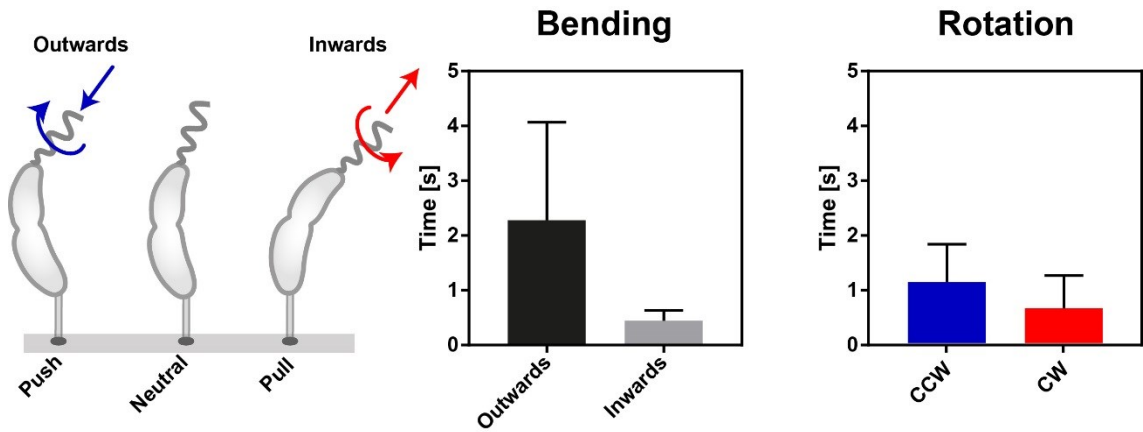 Outwards
Inwards
Push
Neutral
Pull
Bending
Time [s]
5
4
3
2
1
0
Outwards
Inwards
Rotation
Time [s]
5
4
3
2
1
0
CCW
CW